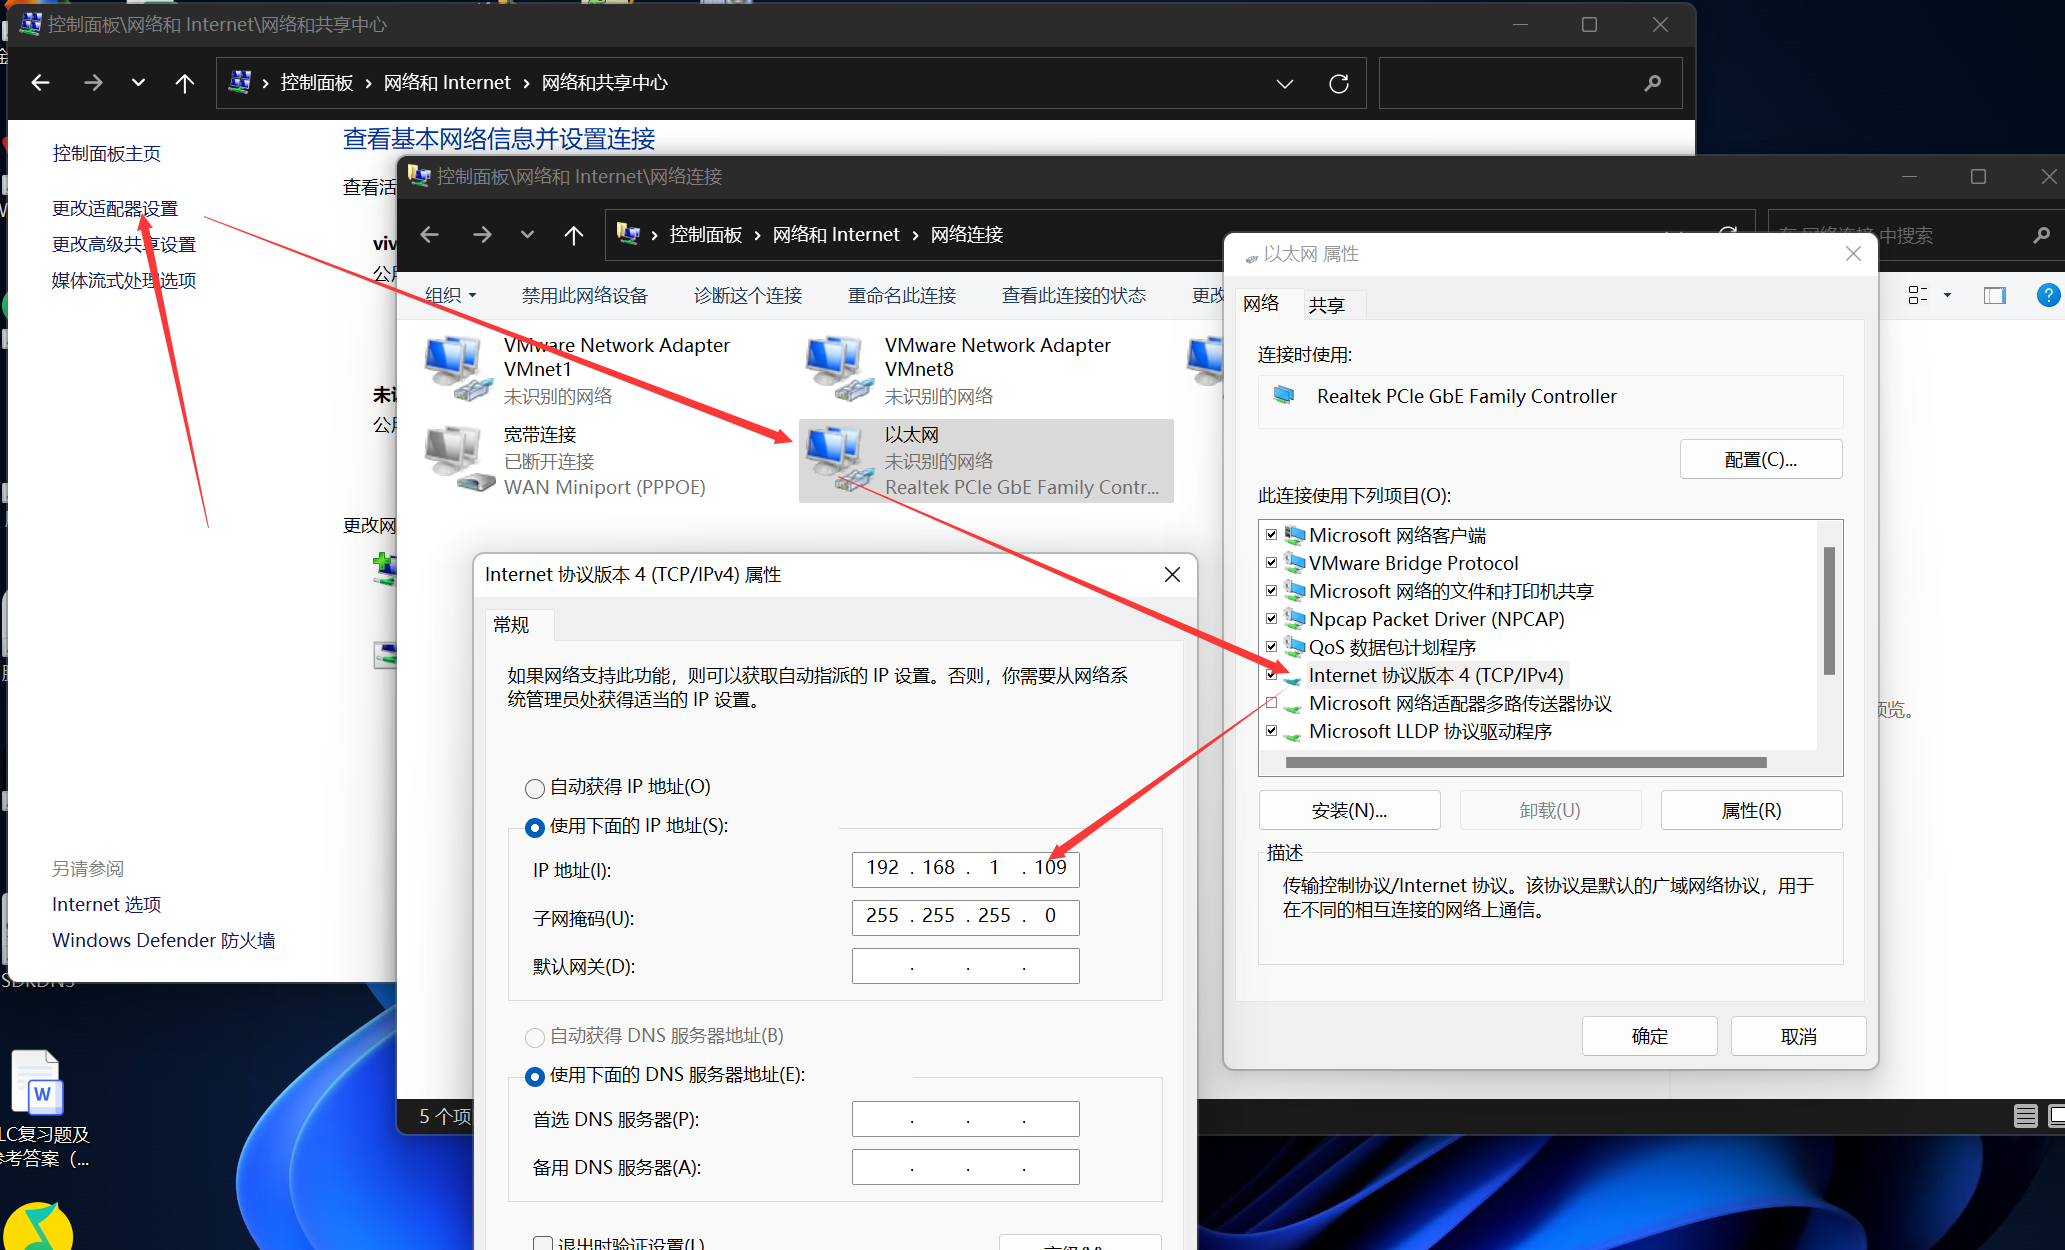 控制面板\网络和 Internet\网络和共享中心
控制面板 › 网络和 Internet › 网络和共享中心
控制面板主页
更改适配器设置
更改高级共享设置
媒体流式处理选项
查看基本网络信息并设置连接
查看活
viv
公用
未识
公用
更改网
另请参阅
Internet 选项
Windows Defender 防火墙
控制面板\网络和 Internet\网络连接
控制面板 › 网络和 Internet › 网络连接
在 网络连接 中搜索
组织
禁用此网络设备
诊断这个连接
重命名此连接
查看此连接的状态
更改
VMware Network Adapter
VMnet1
未识别的网络
VMware Network Adapter
VMnet8
未识别的网络
宽带连接
已断开连接
WAN Miniport (PPPOE)
以太网
未识别的网络
Realtek PCIe GbE Family Contr...
预览。
5 个项
以太网 属性
网络
共享
连接时使用:
Realtek PCIe GbE Family Controller
配置(C)...
此连接使用下列项目(O):
Microsoft 网络客户端
VMware Bridge Protocol
Microsoft 网络的文件和打印机共享
Npcap Packet Driver (NPCAP)
QoS 数据包计划程序
Internet 协议版本 4 (TCP/IPv4)
Microsoft 网络适配器多路传送器协议
Microsoft LLDP 协议驱动程序
安装(N)...
卸载(U)
属性(R)
描述
传输控制协议/Internet 协议。该协议是默认的广域网络协议，用于
在不同的相互连接的网络上通信。
确定
取消
Internet 协议版本 4 (TCP/IPv4) 属性
常规
如果网络支持此功能，则可以获取自动指派的 IP 设置。否则，你需要从网络系
统管理员处获得适当的 IP 设置。
自动获得 IP 地址(O)
使用下面的 IP 地址(S):
IP 地址(I):
192 . 168 . 1 . 109
子网掩码(U):
255 . 255 . 255 . 0
默认网关(D):
. . .
自动获得 DNS 服务器地址(B)
使用下面的 DNS 服务器地址(E):
首选 DNS 服务器(P):
. . .
备用 DNS 服务器(A):
. . .
退出时验证设置(L)
高级(V)...
W
LC复习题及
参考答案（...